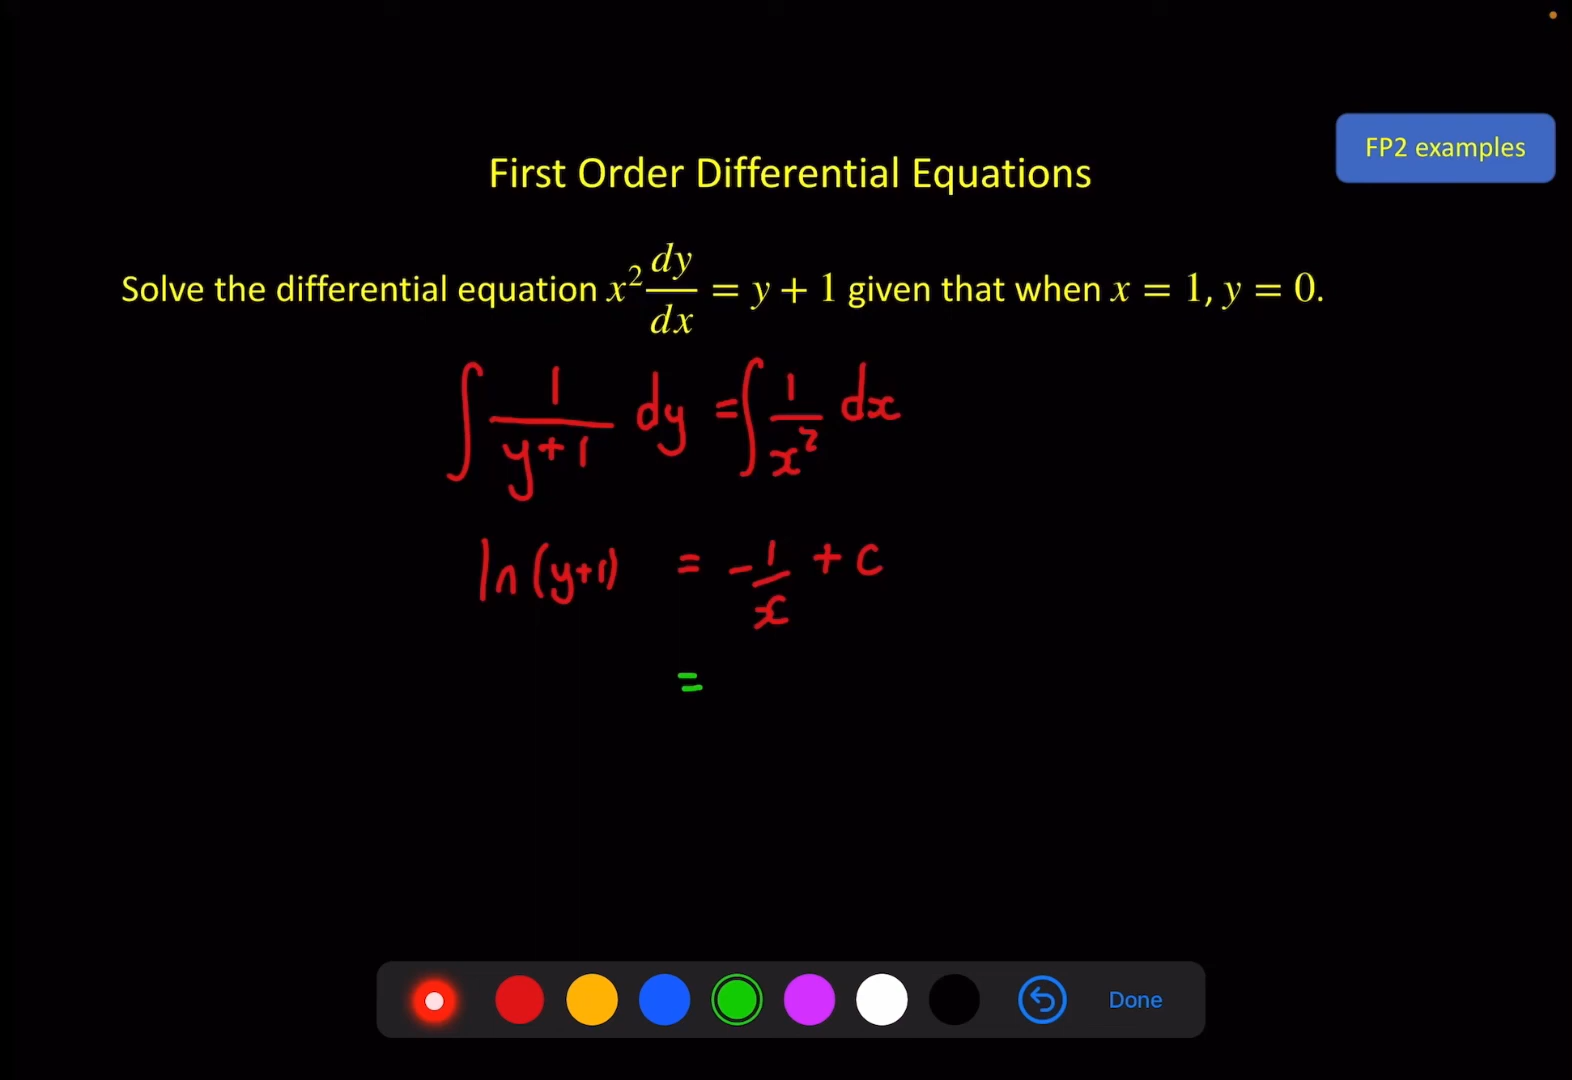 FP2 examples
First Order Differential Equations
Solve the differential equation x² dy/dx = y + 1 given that when x = 1, y = 0.
∫ 1/(y+1) dy = ∫ 1/x² dx
ln (y+1) = - 1/x + c
=
Done